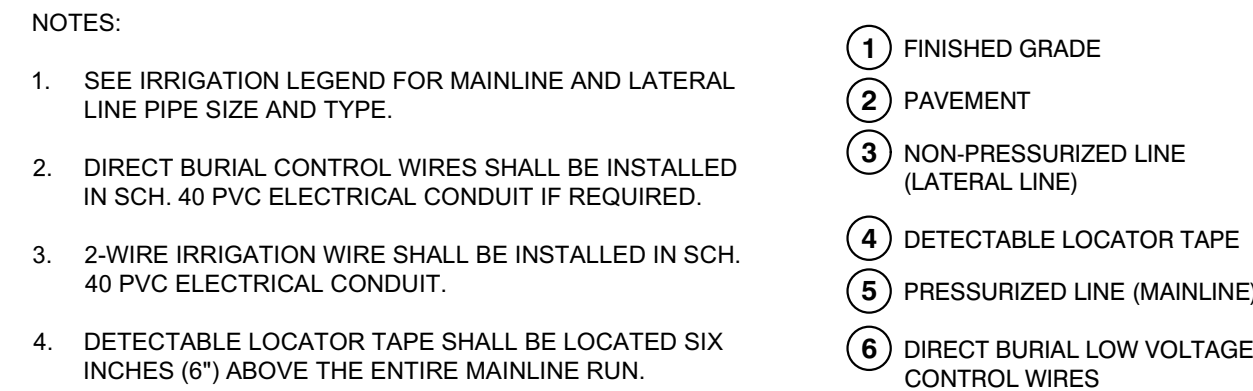 NOTES:
1. SEE IRRIGATION LEGEND FOR MAINLINE AND LATERAL
LINE PIPE SIZE AND TYPE.
2. DIRECT BURIAL CONTROL WIRES SHALL BE INSTALLED
IN SCH. 40 PVC ELECTRICAL CONDUIT IF REQUIRED.
3. 2-WIRE IRRIGATION WIRE SHALL BE INSTALLED IN SCH.
40 PVC ELECTRICAL CONDUIT.
4. DETECTABLE LOCATOR TAPE SHALL BE LOCATED SIX
INCHES (6") ABOVE THE ENTIRE MAINLINE RUN.
1 FINISHED GRADE
2 PAVEMENT
3 NON-PRESSURIZED LINE
(LATERAL LINE)
4 DETECTABLE LOCATOR TAPE
5 PRESSURIZED LINE (MAINLINE)
6 DIRECT BURIAL LOW VOLTAGE
CONTROL WIRES